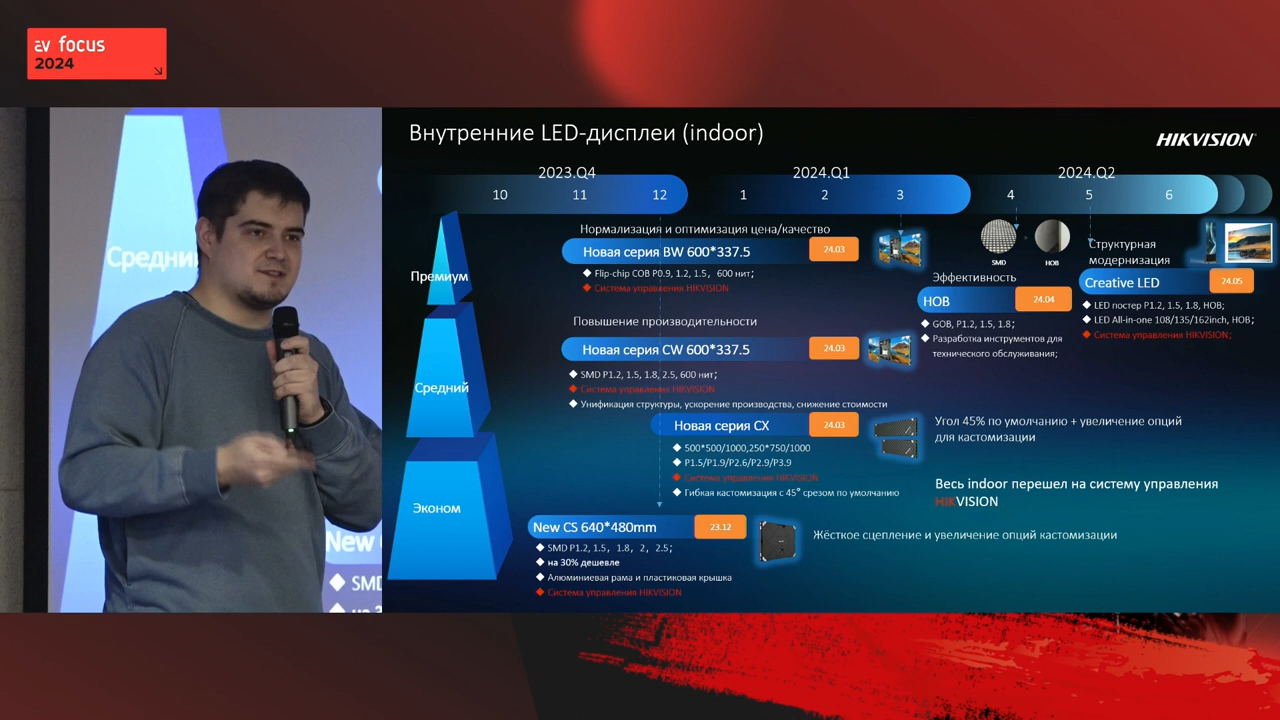 av focus
2024
Средний
New
SMD
Внутренние LED-дисплеи (indoor)
HIKVISION
2023.Q4
2024.Q1
2024.Q2
10 11 12 1 2 3 4 5 6
Премиум
Средний
Эконом
Нормализация и оптимизация цена/качество
Новая серия BW 600*337.5 24.03
Flip-chip COB P0.9, 1.2, 1.5, 600 нит;
Система управления HIKVISION
Повышение производительности
Новая серия CW 600*337.5 24.03
SMD P1.2, 1.5, 1.8, 2.5, 600 нит;
Система управления HIKVISION
Унификация структуры, ускорение производства, снижение стоимости
Новая серия CX 24.03
500*500/1000,250*750/1000
P1.5/P1.9/P2.6/P2.9/P3.9
Система управления HIKVISION
Гибкая кастомизация с 45° срезом по умолчанию
New CS 640*480mm 23.12
SMD P1.2, 1.5, 1.8, 2, 2.5;
на 30% дешевле
Алюминиевая рама и пластиковая крышка
Система управления HIKVISION
SMD
HOB
Эффективность
HOB 24.04
GOB, P1.2, 1.5, 1.8;
Разработка инструментов для
технического обслуживания;
Структурная
модернизация
Creative LED 24.05
LED постер P1.2, 1.5, 1.8, HOB;
LED All-in-one 108/135/162inch, HOB;
Система управления HIKVISION;
Угол 45% по умолчанию + увеличение опций
для кастомизации
Весь indoor перешел на систему управления
HIKVISION
Жёсткое сцепление и увеличение опций кастомизации